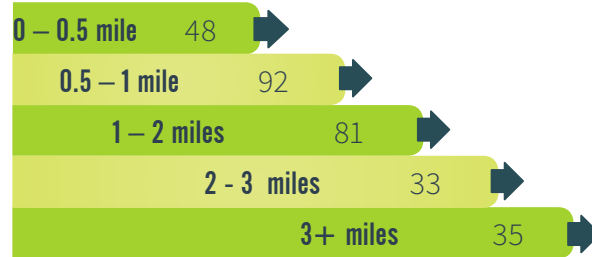 0 – 0.5 mile 48
0.5 – 1 mile 92
1 – 2 miles 81
2 - 3 miles 33
3+ miles 35